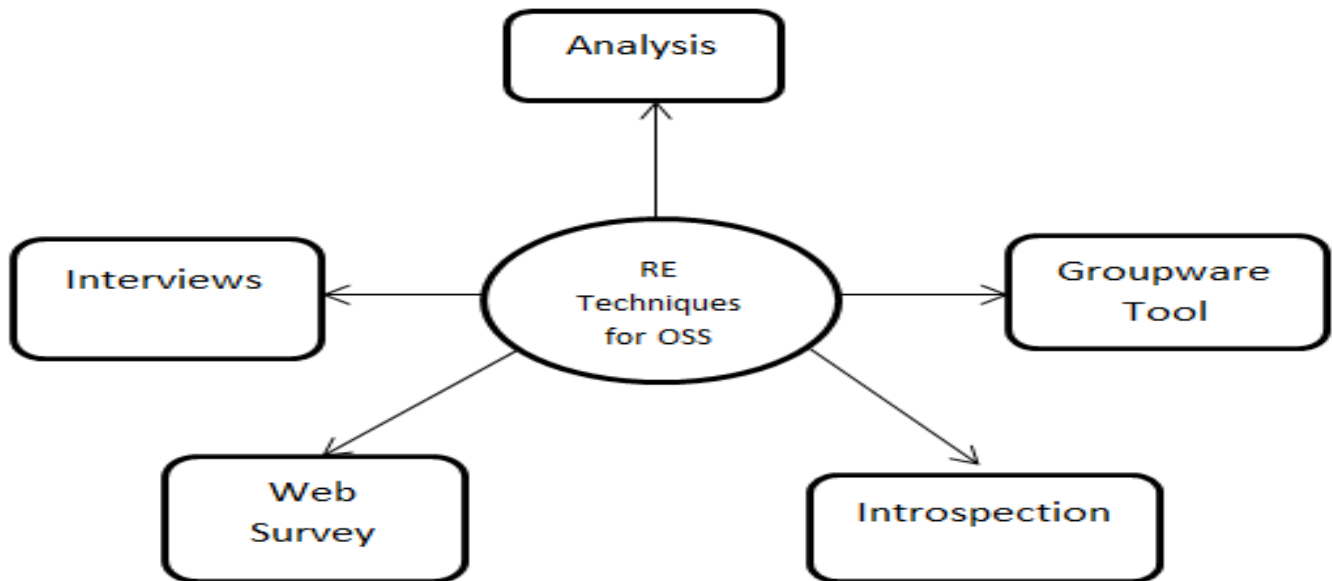 Analysis
Interviews
RE
Techniques
for OSS
Groupware
Tool
Web
Survey
Introspection